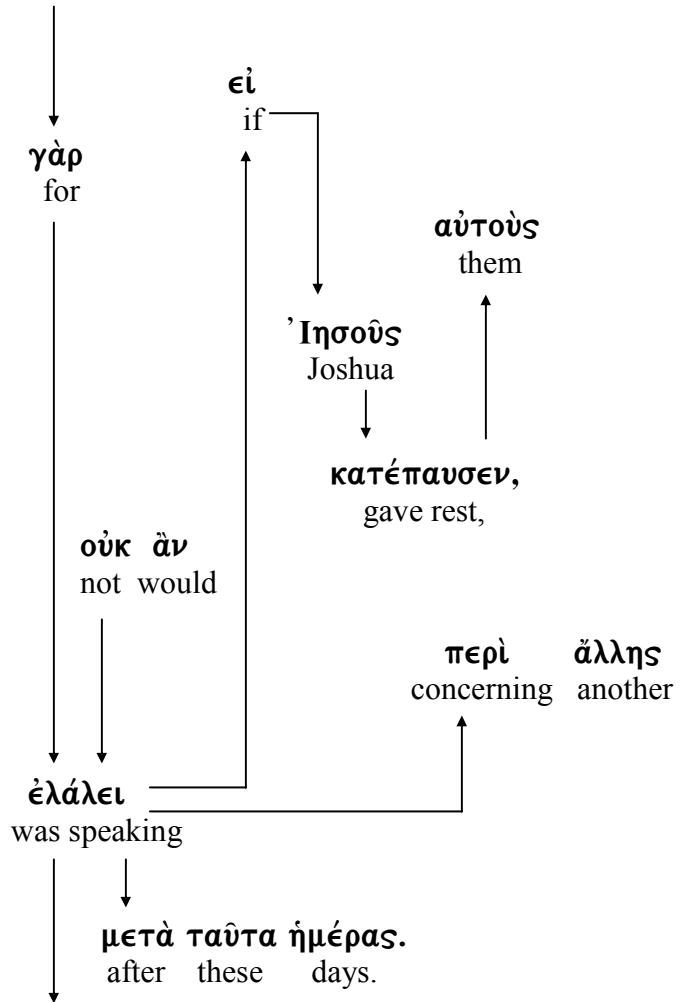 εἰ
if
γὰρ
for
αὐτοὺς
them
Ἰησοῦς
Joshua
κατέπαυσεν,
gave rest,
οὐκ ἂν
not would
περὶ ἄλλης
concerning another
ἐλάλει
was speaking
μετὰ ταῦτα ἡμέρας.
after these days.